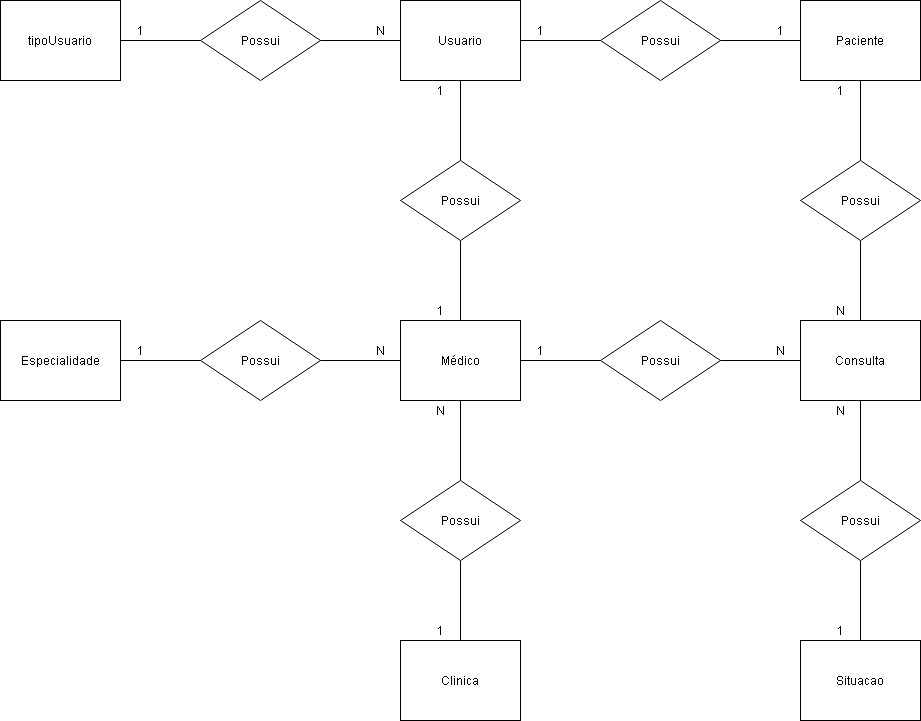 tipoUsuario
1
Possui
N
Usuario
1
Possui
1
Paciente
1
1
Possui
Possui
1
N
Especialidade
1
Possui
N
Médico
1
Possui
N
Consulta
N
N
Possui
Possui
1
1
Clinica
Situacao